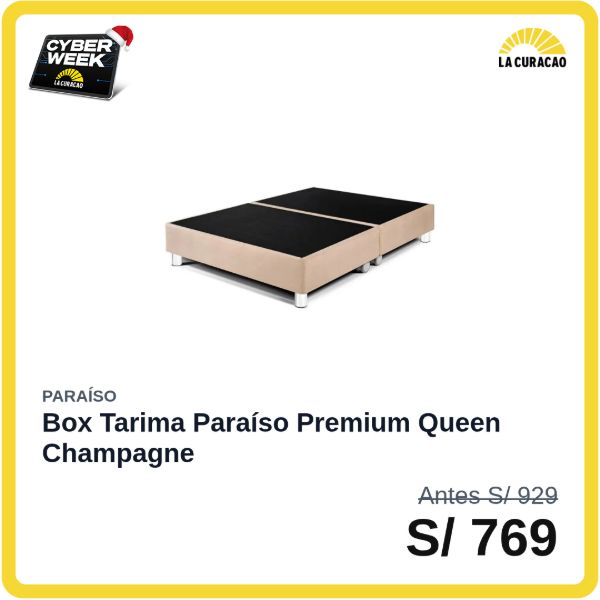 CYBER
WEEK
LA CURACAO
LA CURACAO
PARAÍSO
Box Tarima Paraíso Premium Queen
Champagne
Antes S/ 929
S/ 769